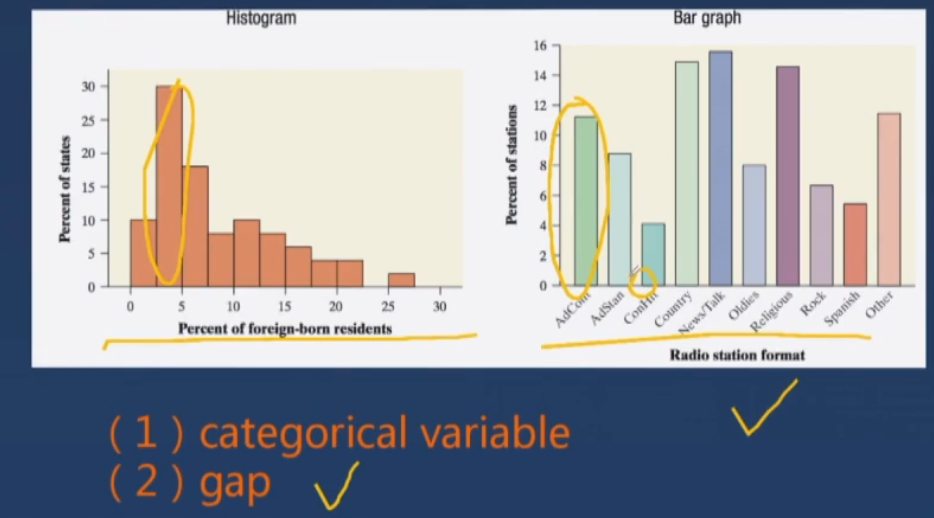 Histogram
30
25
20
15
10
5
0
Percent of states
0 5 10 15 20 25 30
Percent of foreign-born residents
Bar graph
16
14
12
10
8
6
4
2
0
Percent of stations
AdCont AdStan ConHit Country News/Talk Oldies Religious Rock Spanish Other
Radio station format
(1) categorical variable
(2) gap